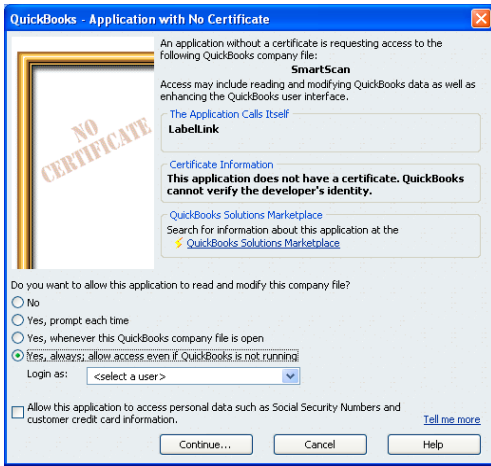 QuickBooks - Application with No Certificate
An application without a certificate is requesting access to the
following QuickBooks company file:
SmartScan
Access may include reading and modifying QuickBooks data as well as
enhancing the QuickBooks user interface.
The Application Calls Itself
LabelLink
NO
CERTIFICATE
Certificate Information
This application does not have a certificate. QuickBooks
cannot verify the developer's identity.
QuickBooks Solutions Marketplace
Search for information about this application at the
QuickBooks Solutions Marketplace
Do you want to allow this application to read and modify this company file?
No
Yes, prompt each time
Yes, whenever this QuickBooks company file is open
Yes, always; allow access even if QuickBooks is not running
Login as: <select a user>
Allow this application to access personal data such as Social Security Numbers and
customer credit card information.
Tell me more
Continue... Cancel Help